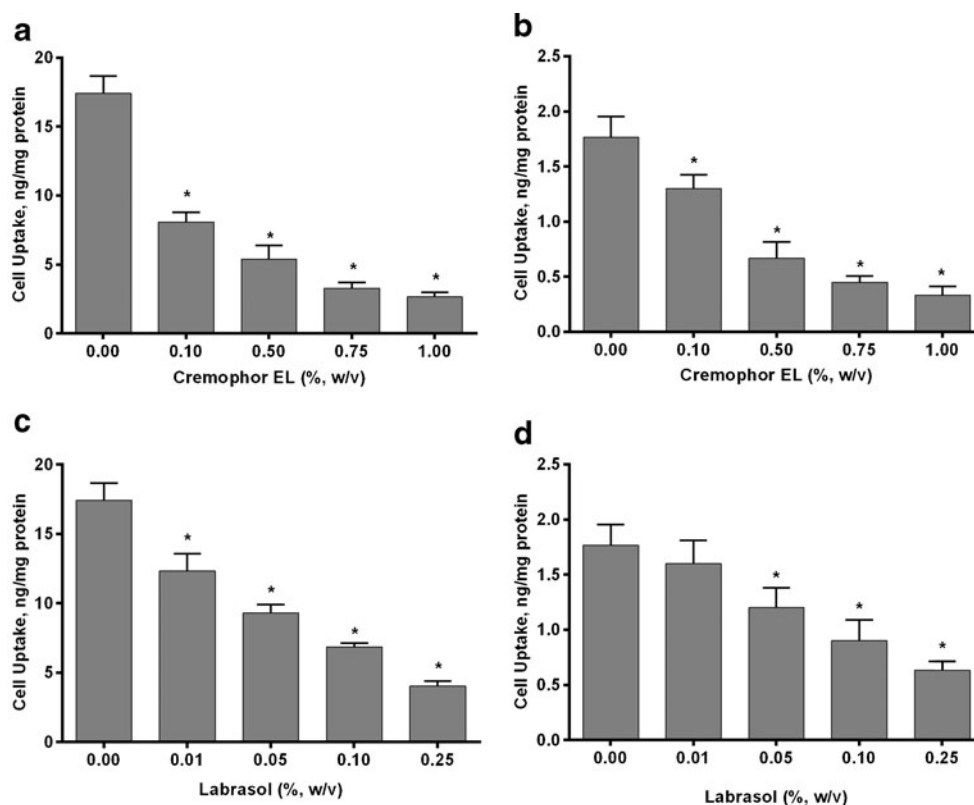 a
Cell Uptake, ng/mg protein
20
15
10
5
0
*
*
*
*
0.00 0.10 0.50 0.75 1.00
Cremophor EL (%, w/v)
b
Cell Uptake, ng/mg protein
2.5
2.0
1.5
1.0
0.5
0.0
*
*
*
*
0.00 0.10 0.50 0.75 1.00
Cremophor EL (%, w/v)
c
Cell Uptake, ng/mg protein
20
15
10
5
0
*
*
*
*
0.00 0.01 0.05 0.10 0.25
Labrasol (%, w/v)
d
Cell Uptake, ng/mg protein
2.5
2.0
1.5
1.0
0.5
0.0
*
*
*
0.00 0.01 0.05 0.10 0.25
Labrasol (%, w/v)